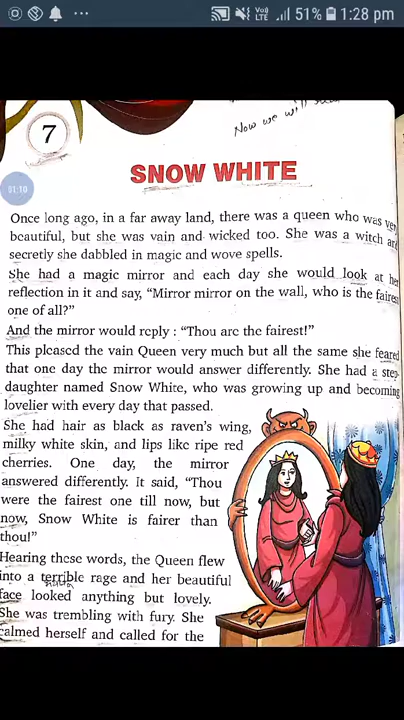 51% 1:28 pm
Now we will
7
SNOW WHITE
01:10
Once long ago, in a far away land, there was a queen who was very
beautiful, but she was vain and wicked too. She was a witch and
secretly she dabbled in magic and wove spells.
She had a magic mirror and each day she would look at her
reflection in it and say, “Mirror mirror on the wall, who is the fairest
one of all?”
And the mirror would reply : “Thou are the fairest!”
This pleased the vain Queen very much but all the same she feared
that one day the mirror would answer differently. She had a step-
daughter named Snow White, who was growing up and becoming
lovelier with every day that passed.
She had hair as black as raven’s wing,
milky white skin, and lips like ripe red
cherries. One day, the mirror
answered differently. It said, “Thou
were the fairest one till now, but
now, Snow White is fairer than
thou!”
Hearing these words, the Queen flew
into a terrible rage and her beautiful
face looked anything but lovely.
She was trembling with fury. She
calmed herself and called for the